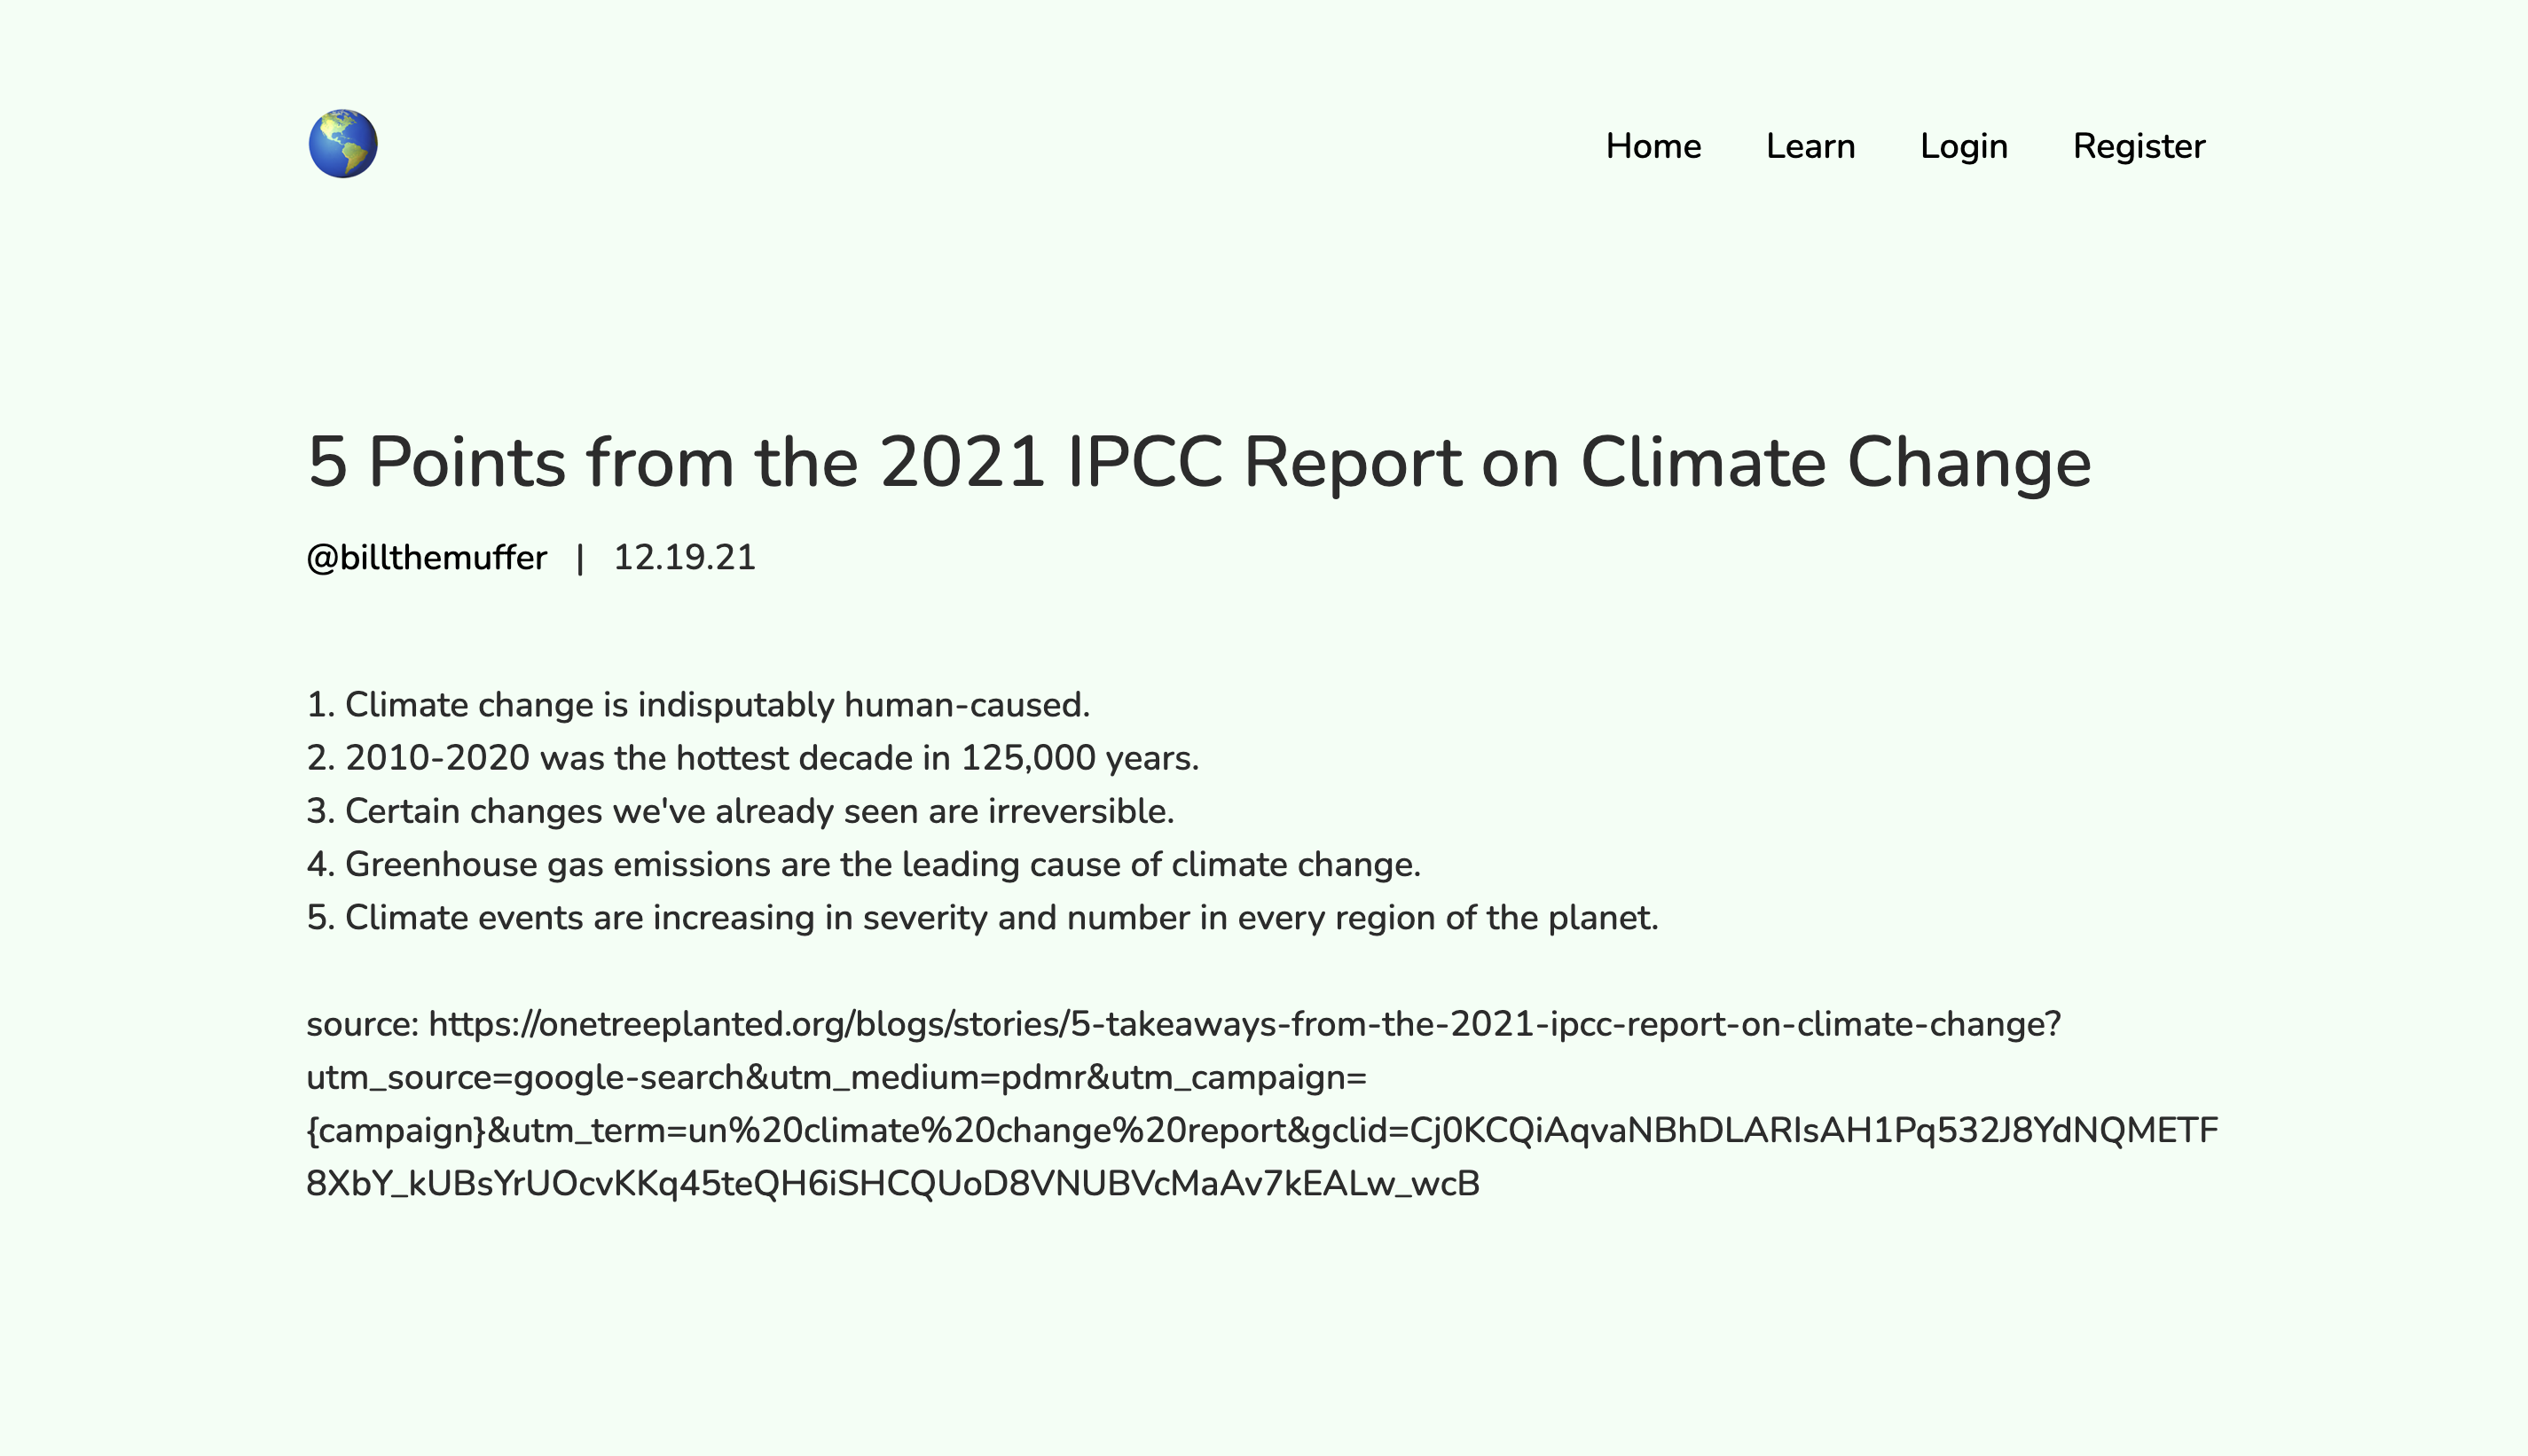 Home Learn Login Register
5 Points from the 2021 IPCC Report on Climate Change
@billthemuffer | 12.19.21
1. Climate change is indisputably human-caused.
2. 2010-2020 was the hottest decade in 125,000 years.
3. Certain changes we've already seen are irreversible.
4. Greenhouse gas emissions are the leading cause of climate change.
5. Climate events are increasing in severity and number in every region of the planet.
source: https://onetreeplanted.org/blogs/stories/5-takeaways-from-the-2021-ipcc-report-on-climate-change?
utm_source=google-search&utm_medium=pdmr&utm_campaign=
{campaign}&utm_term=un%20climate%20change%20report&gclid=Cj0KCQiAqvaNBhDLARIsAH1Pq532J8YdNQMETF
8XbY_kUBsYrUOcvKKq45teQH6iSHCQUoD8VNUBVcMaAv7kEALw_wcB